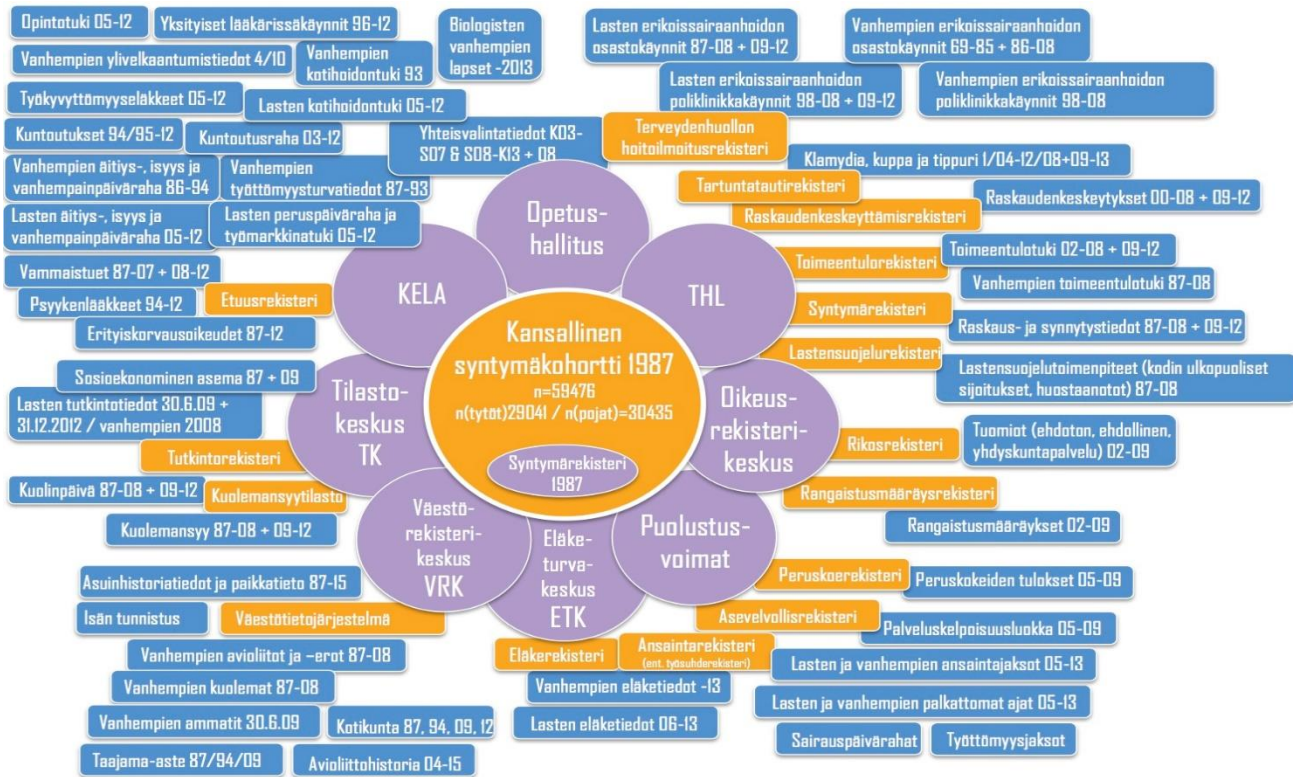 Opintotuki 05-12
Yksityiset lääkärissäkäynnit 96-12
Biologisten
vanhempien
lapset -2013
Lasten erikoissairaanhoidon
osastokäynnit 87-08 + 09-12
Vanhempien erikoissairaanhoidon
osastokäynnit 69-85 + 86-08
Vanhempien ylivelkaantumistiedot 4/10
Vanhempien
kotihoidontuki 93
Lasten erikoissairaanhoidon
poliklinikkakäynnit 98-08 + 09-12
Vanhempien erikoissairaanhoidon
poliklinikkakäynnit 98-08
Työkyvyttömyyseläkkeet 05-12
Lasten kotihoidontuki 05-12
Kuntoutukset 94/95-12
Kuntoutusraha 03-12
Yhteisvalintatiedot K03-
S07 & S08-K13 + 08
Terveydenhuollon
hoitoilmoitusrekisteri
Vanhempien äitiys-, isyys ja
vanhempainpäiväraha 86-94
Vanhempien
työttömyysturvatiedot 87-93
Klamydia, kuppa ja tippuri 1/04-12/08+09-13
Tartuntatautirekisteri
Raskaudenkeskeytykset 00-08 + 09-12
Lasten äitiys-, isyys ja
vanhempainpäiväraha 05-12
Lasten peruspäiväraha ja
työmarkkinatuki 05-12
Opetus-
hallitus
Raskaudenkeskeyttämisrekisteri
Toimeentulotuki 02-08 + 09-12
Toimeentulorekisteri
Vammaistuet 87-07 + 08-12
Vanhempien toimeentulotuki 87-08
Psyykenlääkkeet 94-12
Etuusrekisteri
KELA
THL
Syntymärekisteri
Erityiskorvausoikeudet 87-12
Raskaus- ja synnytystiedot 87-08 + 09-12
Kansallinen
syntymäkohortti 1987
n=59476
n(tytöt)29041 / n(pojat)=30435
Syntymärekisteri
1987
Lastensuojelurekisteri
Lastensuojelutoimenpiteet (kodin ulkopuoliset
sijoitukset, huostaanotot) 87-08
Sosioekonominen asema 87 + 09
Tilasto-
keskus
TK
Oikeus-
rekisteri-
keskus
Lasten tutkintotiedot 30.6.09 +
31.12.2012 / vanhempien 2008
Rikosrekisteri
Tuomiot (ehdoton, ehdollinen,
yhdyskuntapalvelu) 02-09
Tutkintorekisteri
Kuolinpäivä 87-08 + 09-12
Kuolemansyytilasto
Rangaistusmääräysrekisteri
Kuolemansyy 87-08 + 09-12
Rangaistusmääräykset 02-09
Väestö-
rekisteri-
keskus
VRK
Eläke-
turva-
keskus
ETK
Puolustus-
voimat
Asuinhistoriatiedot ja paikkatieto 87-15
Peruskoerekisteri
Peruskokeiden tulokset 05-09
Isän tunnistus
Väestötietojärjestelmä
Asevelvollisrekisteri
Palveluskelpoisuusluokka 05-09
Vanhempien avioliitot ja –erot 87-08
Eläkerekisteri
Ansaintarekisteri
(ent. työsuhderekisteri)
Lasten ja vanhempien ansaintajaksot 05-13
Vanhempien kuolemat 87-08
Vanhempien eläketiedot -13
Lasten ja vanhempien palkattomat ajat 05-13
Vanhempien ammatit 30.6.09
Kotikunta 87, 94, 09, 12
Lasten eläketiedot 06-13
Sairauspäivärahat
Työttömyysjaksot
Taajama-aste 87/94/09
Avioliittohistoria 04-15